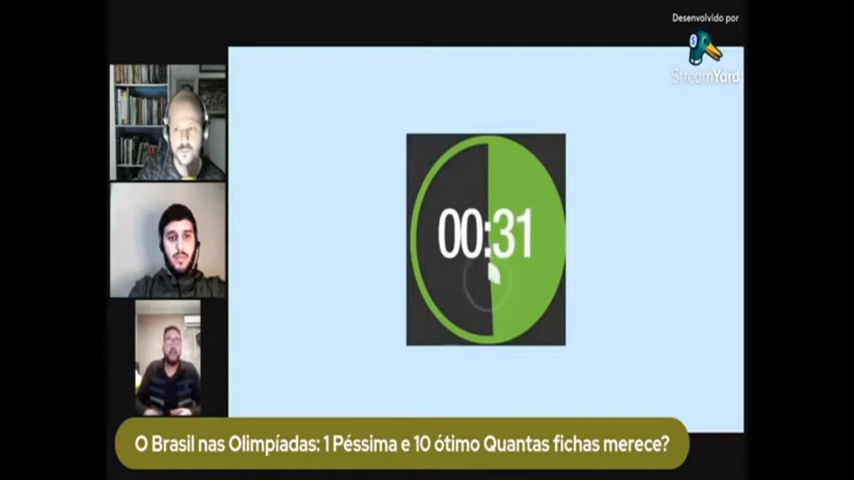 Desenvolvido por
StreamYard
00:31
O Brasil nas Olimpíadas: 1 Péssima e 10 ótimo Quantas fichas merece?